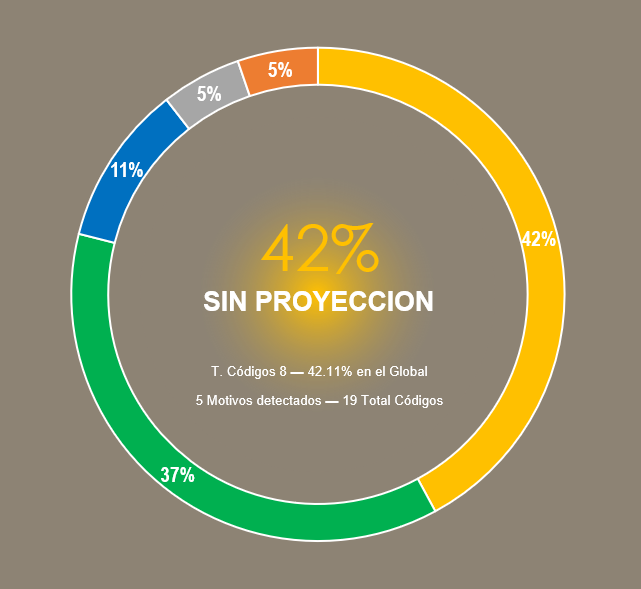 5%
5%
11%
42%
42%
SIN PROYECCION
T. Códigos 8 — 42.11% en el Global
5 Motivos detectados — 19 Total Códigos
37%